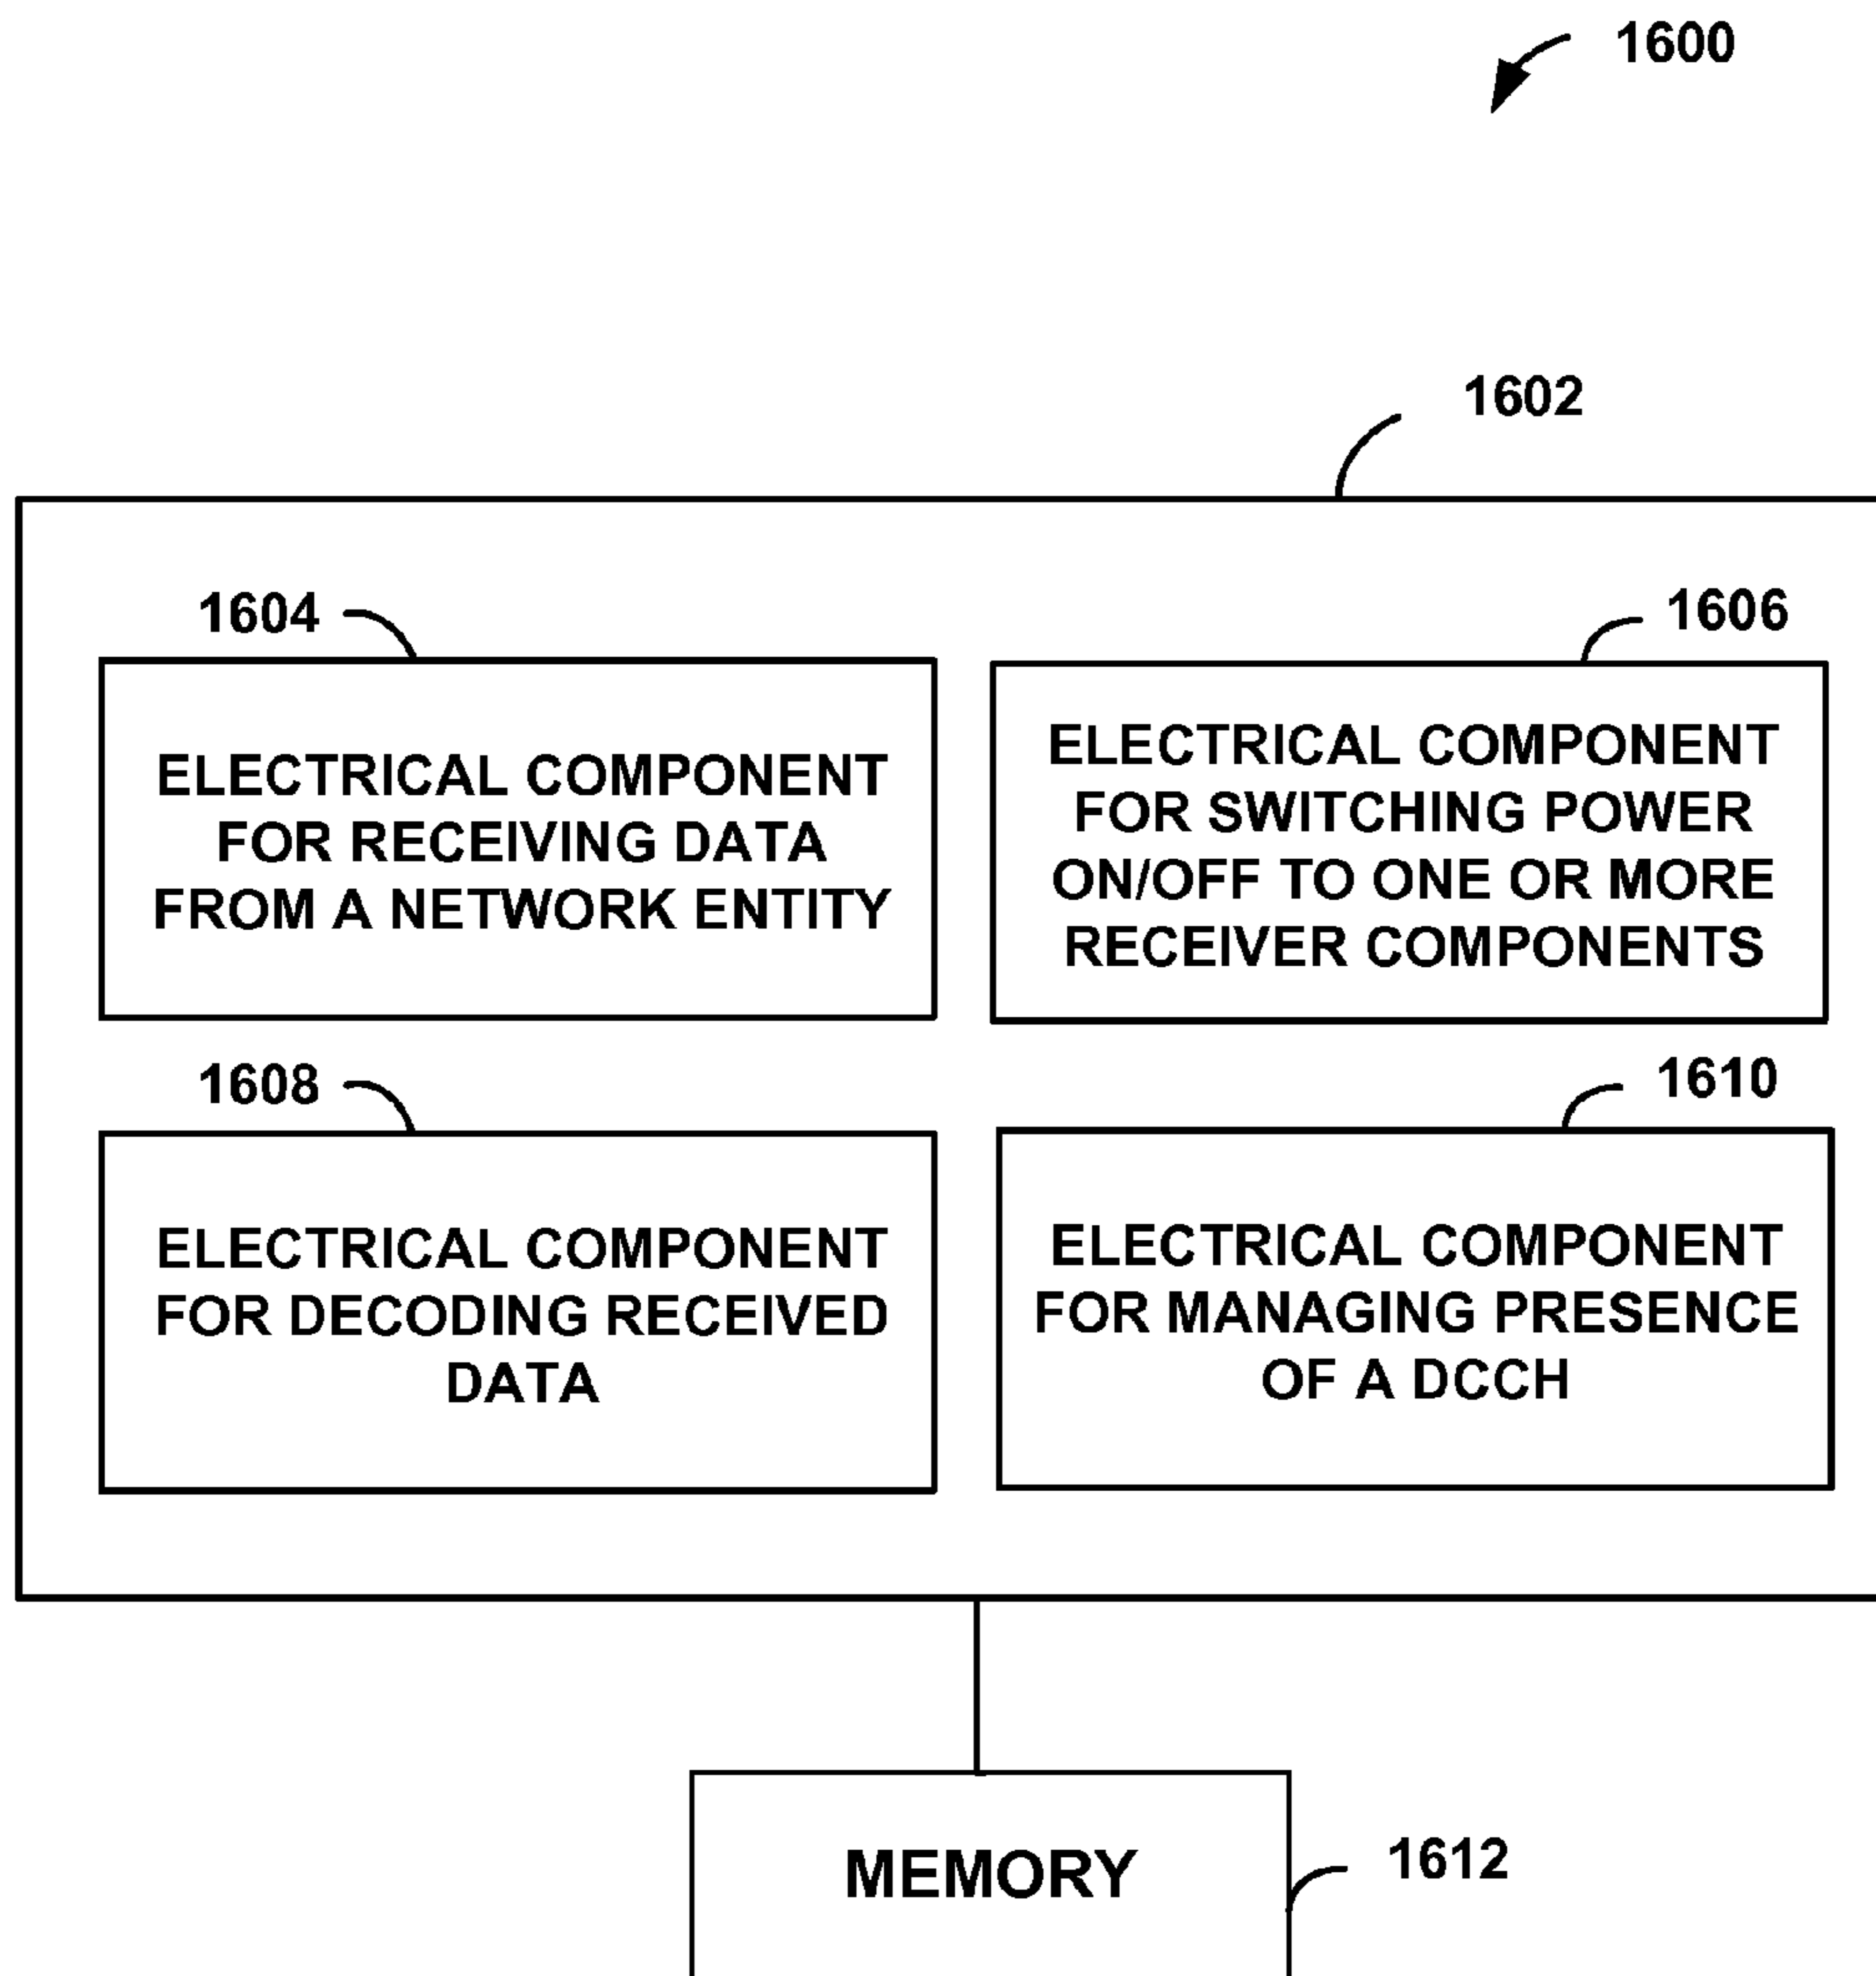 1600
1602
1604
ELECTRICAL COMPONENT
FOR RECEIVING DATA
FROM A NETWORK ENTITY
1606
ELECTRICAL COMPONENT
FOR SWITCHING POWER
ON/OFF TO ONE OR MORE
RECEIVER COMPONENTS
1608
ELECTRICAL COMPONENT
FOR DECODING RECEIVED
DATA
1610
ELECTRICAL COMPONENT
FOR MANAGING PRESENCE
OF A DCCH
MEMORY
1612